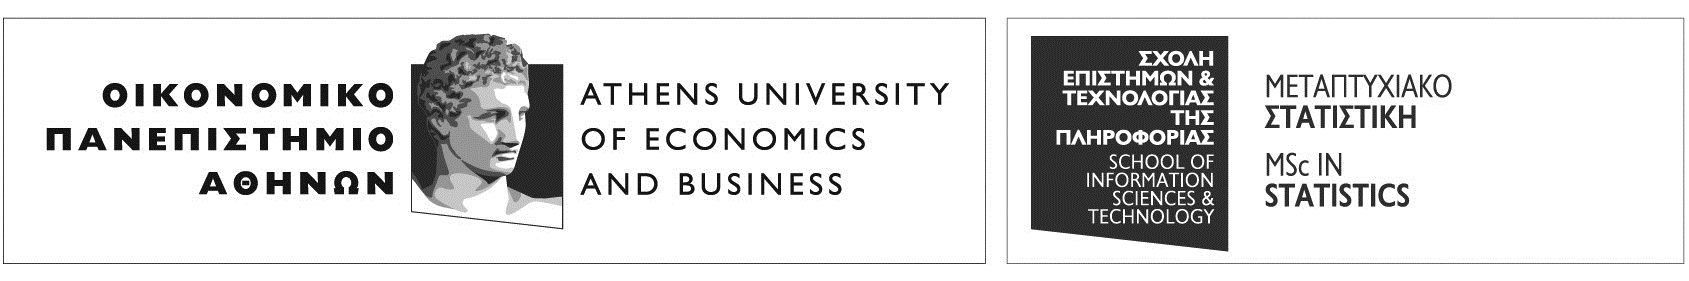 ΟΙΚΟΝΟΜΙΚΟ
ΠΑΝΕΠΙΣΤΗΜΙΟ
ΑΘΗΝΩΝ
ATHENS UNIVERSITY
OF ECONOMICS
AND BUSINESS
ΣΧΟΛΗ
ΕΠΙΣΤΗΜΩΝ &
ΤΕΧΝΟΛΟΓΙΑΣ
ΤΗΣ
ΠΛΗΡΟΦΟΡΙΑΣ
SCHOOL OF
INFORMATION
SCIENCES &
TECHNOLOGY
ΜΕΤΑΠΤΥΧΙΑΚΟ
ΣΤΑΤΙΣΤΙΚΗ
MSc IN
STATISTICS